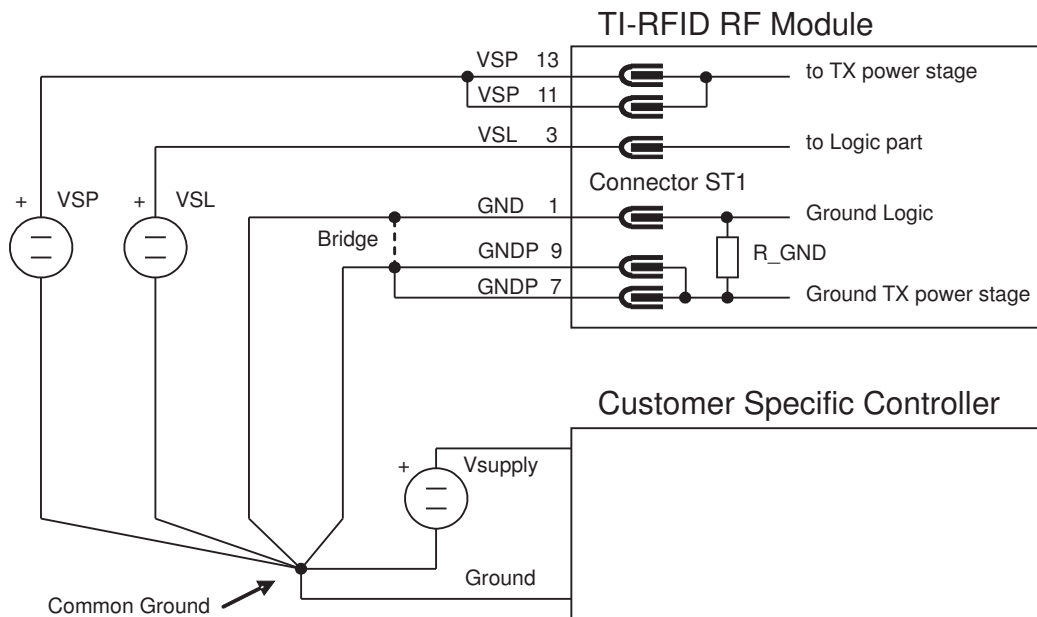 TI-RFID RF Module
VSP 13
to TX power stage
VSP 11
VSL 3
to Logic part
Connector ST1
+ VSP
+ VSL
GND 1
Ground Logic
Bridge
GNDP 9
R_GND
GNDP 7
Ground TX power stage
Customer Specific Controller
+ Vsupply
Ground
Common Ground